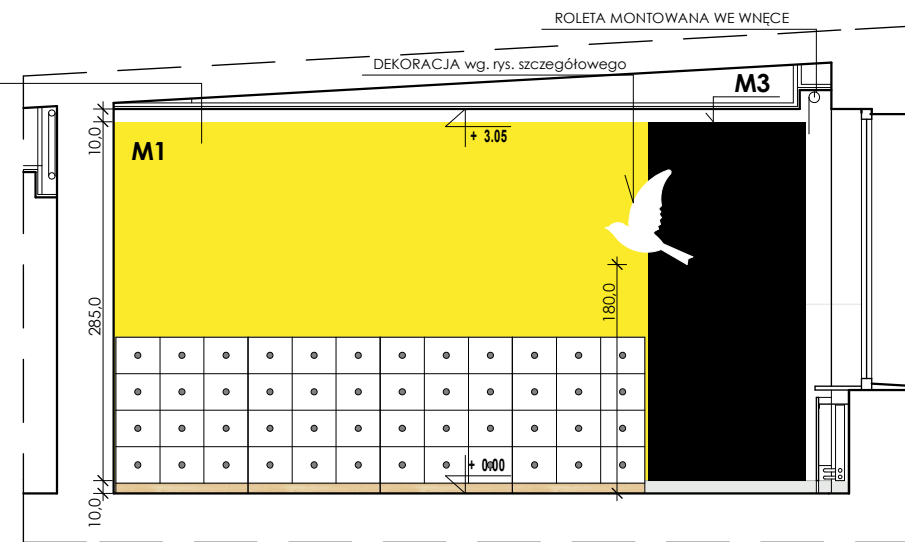 ROLETA MONTOWANA WE WNĘCE
DEKORACJA wg. rys. szczegółowego
M3
10,0
+ 3.05
M1
285,0
180,0
+ 0.00
10,0